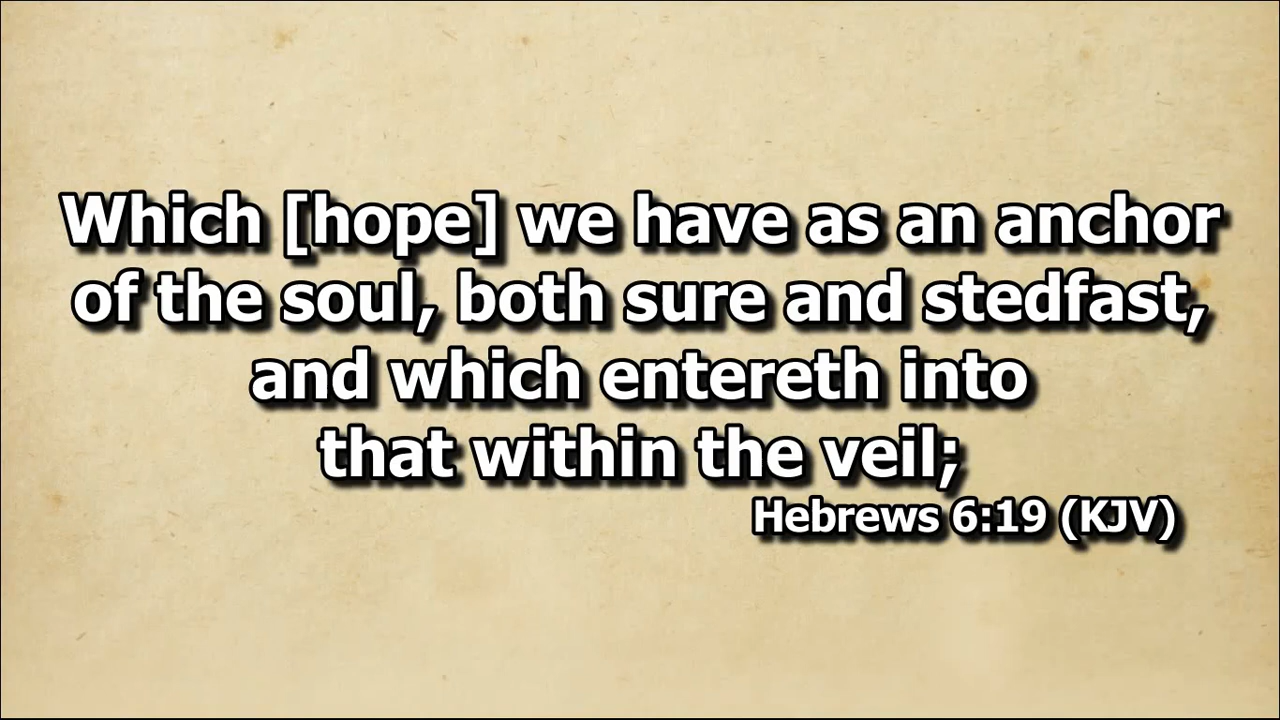 Which [hope] we have as an anchor
of the soul, both sure and stedfast,
and which entereth into
that within the veil;
Hebrews 6:19 (KJV)